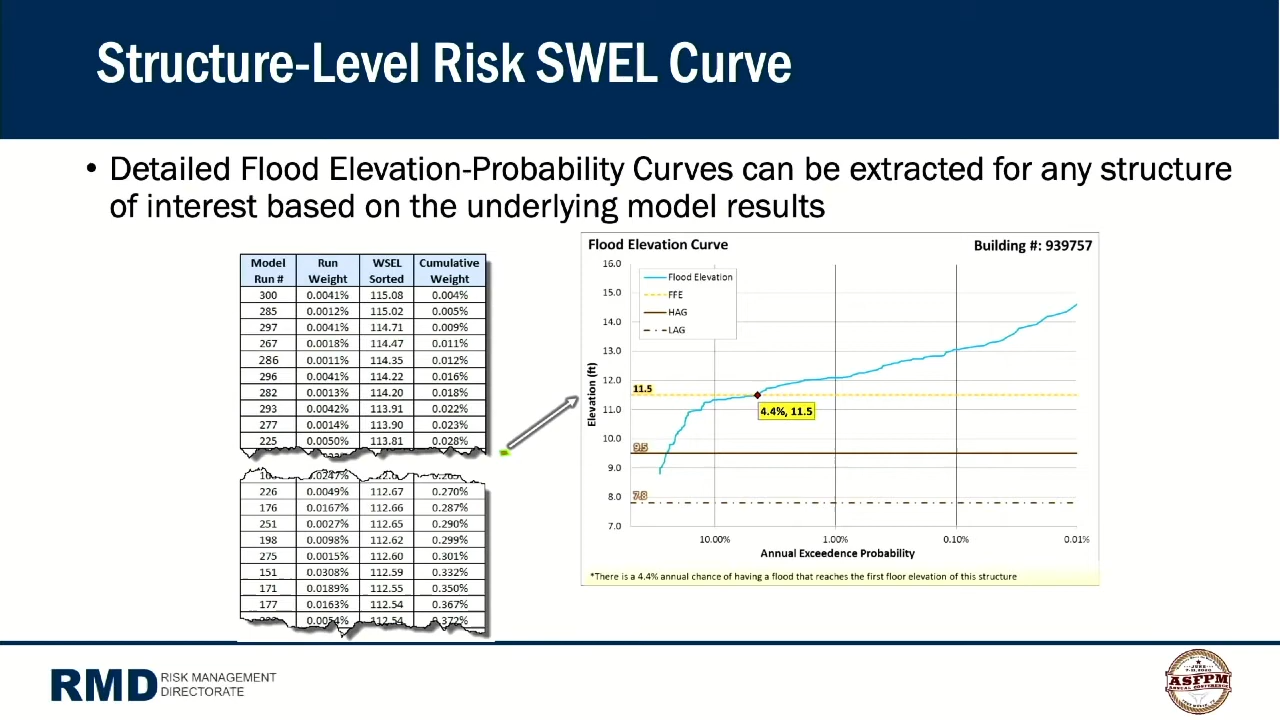 Structure-Level Risk SWEL Curve
• Detailed Flood Elevation-Probability Curves can be extracted for any structure
of interest based on the underlying model results
Model Run # Run Weight WSEL Sorted Cumulative Weight
300 0.0041% 115.08 0.004%
285 0.0012% 115.02 0.005%
297 0.0041% 114.71 0.009%
267 0.0018% 114.47 0.011%
286 0.0011% 114.35 0.012%
296 0.0041% 114.22 0.016%
282 0.0013% 114.20 0.018%
293 0.0042% 113.91 0.022%
277 0.0014% 113.90 0.023%
225 0.0050% 113.81 0.028%
226 0.0049% 112.67 0.270%
176 0.0167% 112.66 0.287%
251 0.0027% 112.65 0.290%
198 0.0098% 112.62 0.299%
275 0.0015% 112.60 0.301%
151 0.0308% 112.59 0.332%
171 0.0189% 112.55 0.350%
177 0.0163% 112.54 0.367%
0.0054% 112.54 0.372%
Flood Elevation Curve Building #: 939757
Flood Elevation
FFE
HAG
LAG
Elevation (ft)
16.0
15.0
14.0
13.0
12.0
11.0
10.0
9.0
8.0
7.0
11.5
4.4%, 11.5
9.5
7.8
10.00% 1.00% 0.10% 0.01%
Annual Exceedence Probability
*There is a 4.4% annual chance of having a flood that reaches the first floor elevation of this structure
RMD RISK MANAGEMENT
DIRECTORATE
JUNE
ASFPM
ANNUAL CONFERENCE